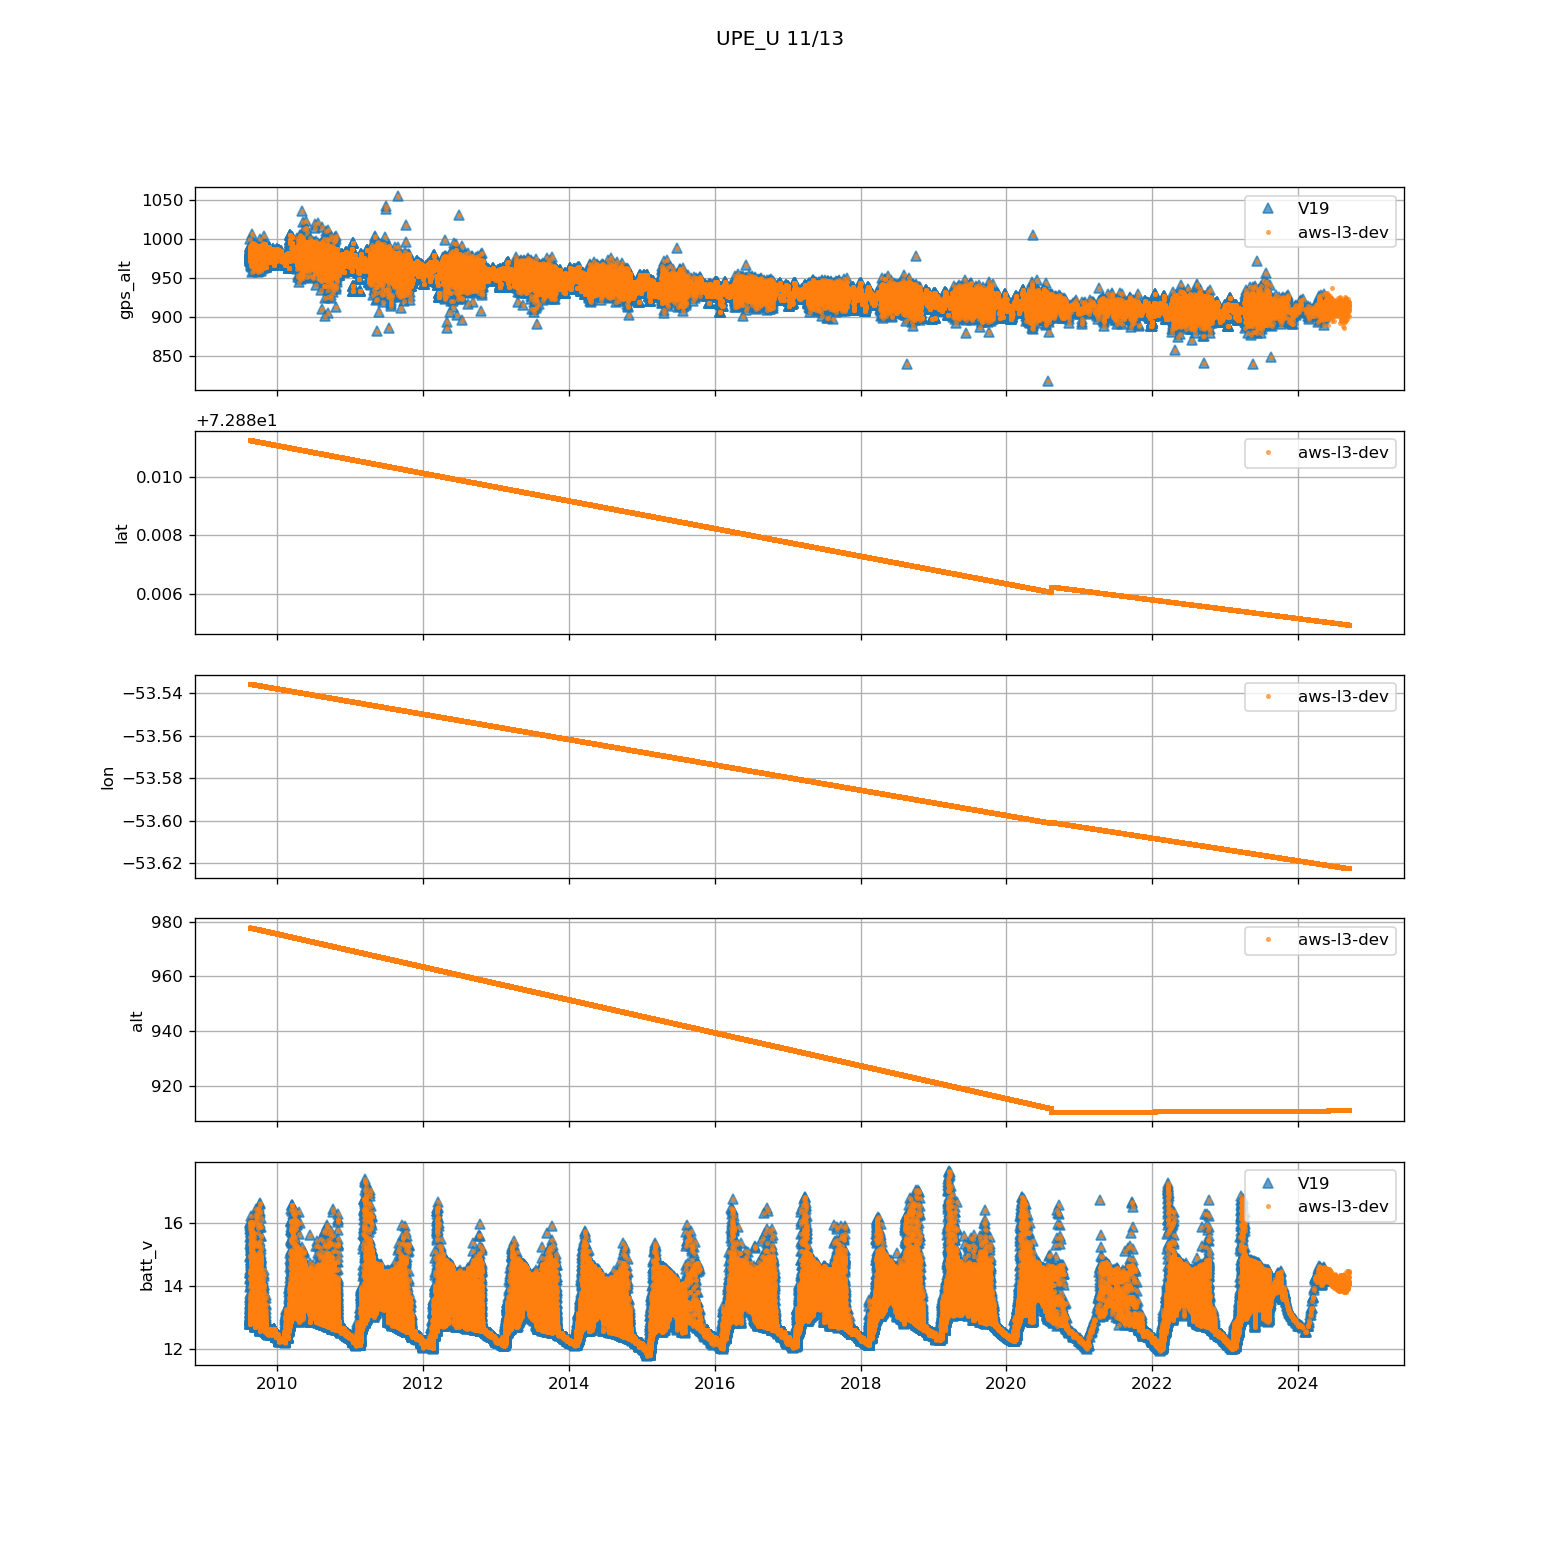 UPE_U 11/13
1050
1000
950
900
850
gps_alt
V19
aws-l3-dev
+7.288e1
0.010
0.008
0.006
lat
aws-l3-dev
−53.54
−53.56
−53.58
−53.60
−53.62
lon
aws-l3-dev
980
960
940
920
alt
aws-l3-dev
16
14
12
batt_v
V19
aws-l3-dev
2010 2012 2014 2016 2018 2020 2022 2024